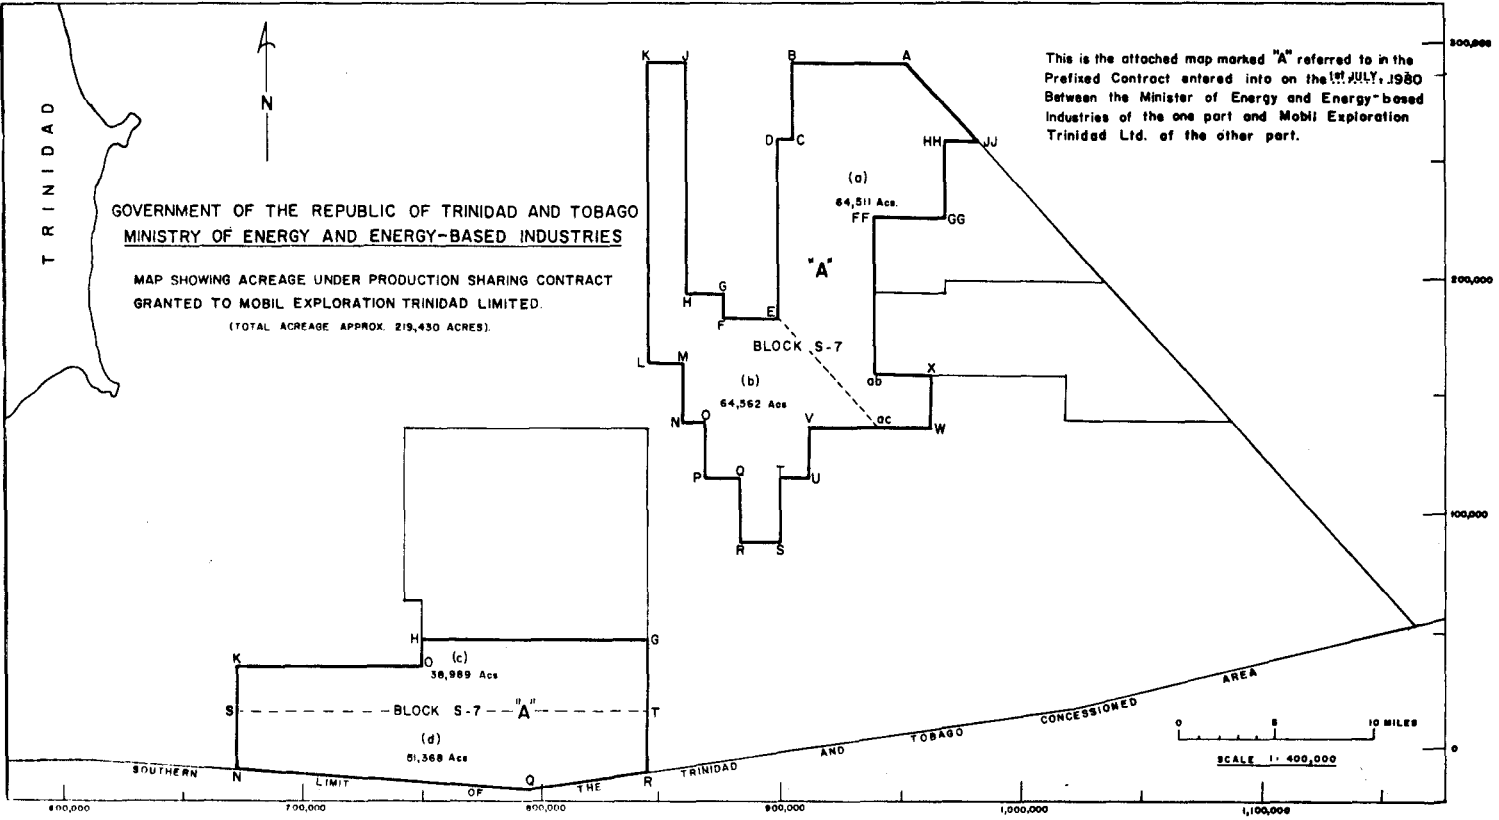 This is the attached map marked "A" referred to in the
Prefixed Contract entered into on the 1st JULY, 1980
Between the Minister of Energy and Energy-based
Industries of the one part and Mobil Exploration
Trinidad Ltd. of the other part.
TRINIDAD
N
GOVERNMENT OF THE REPUBLIC OF TRINIDAD AND TOBAGO
MINISTRY OF ENERGY AND ENERGY-BASED INDUSTRIES
MAP SHOWING ACREAGE UNDER PRODUCTION SHARING CONTRACT
GRANTED TO MOBIL EXPLORATION TRINIDAD LIMITED.
(TOTAL ACREAGE APPROX. 219,430 ACRES).
K J B A
D C HH JJ
(a)
64,511 Acs.
FF GG
"A"
H G
F E
BLOCK S-7
L M
ab X
(b)
64,562 Acs
N O V ac W
P Q T U
R S
H G
K O
(c)
38,989 Acs
S BLOCK S-7 "A" T
(d)
51,368 Acs
N Q R
SOUTHERN LIMIT OF THE TRINIDAD AND TOBAGO CONCESSIONED AREA
0 5 10 MILES
SCALE 1:400,000
300,000
200,000
100,000
0
600,000 700,000 800,000 900,000 1,000,000 1,100,000